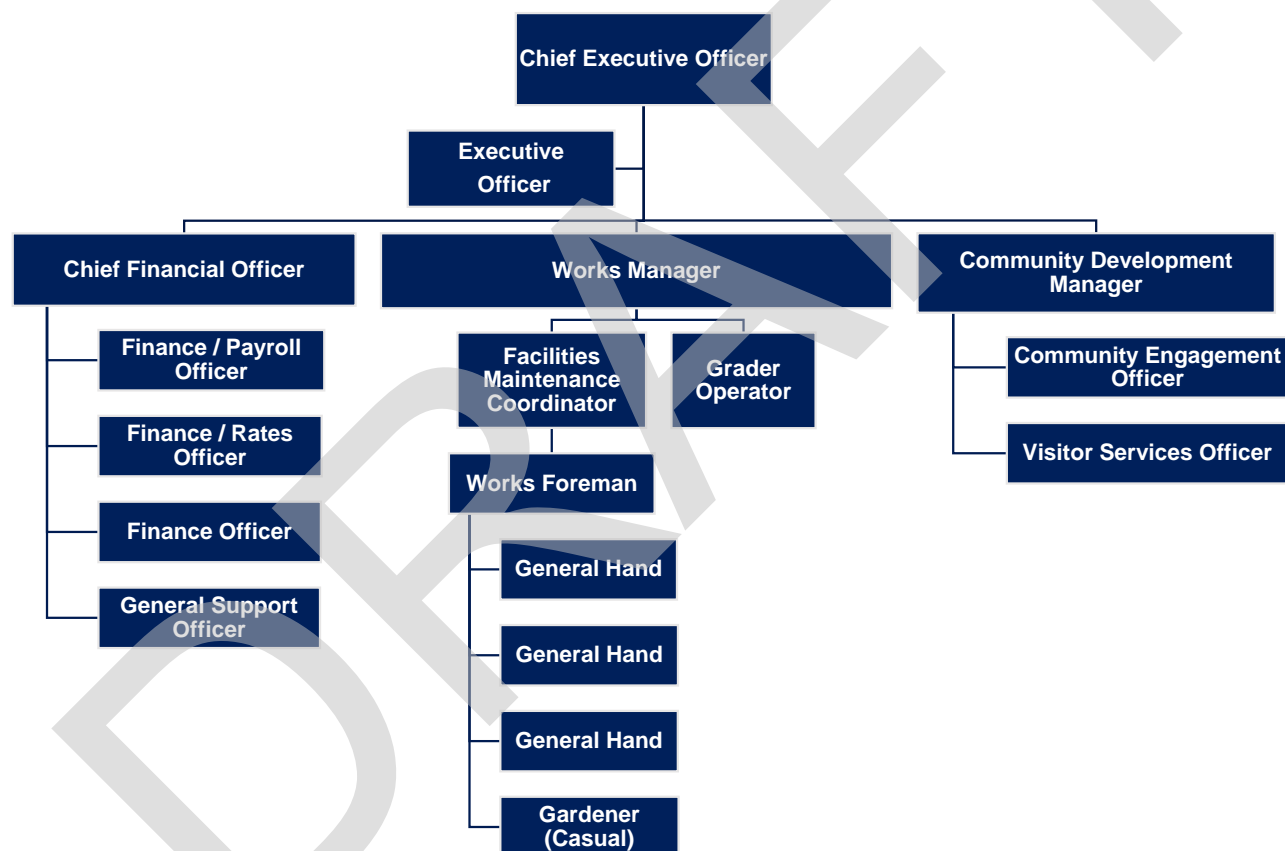 Chief Executive Officer
Executive
Officer
Chief Financial Officer
Works Manager
Community Development
Manager
Finance / Payroll
Officer
Finance / Rates
Officer
Finance Officer
General Support
Officer
Facilities
Maintenance
Coordinator
Grader
Operator
Works Foreman
General Hand
General Hand
General Hand
Gardener
(Casual)
Community Engagement
Officer
Visitor Services Officer
DRAFT